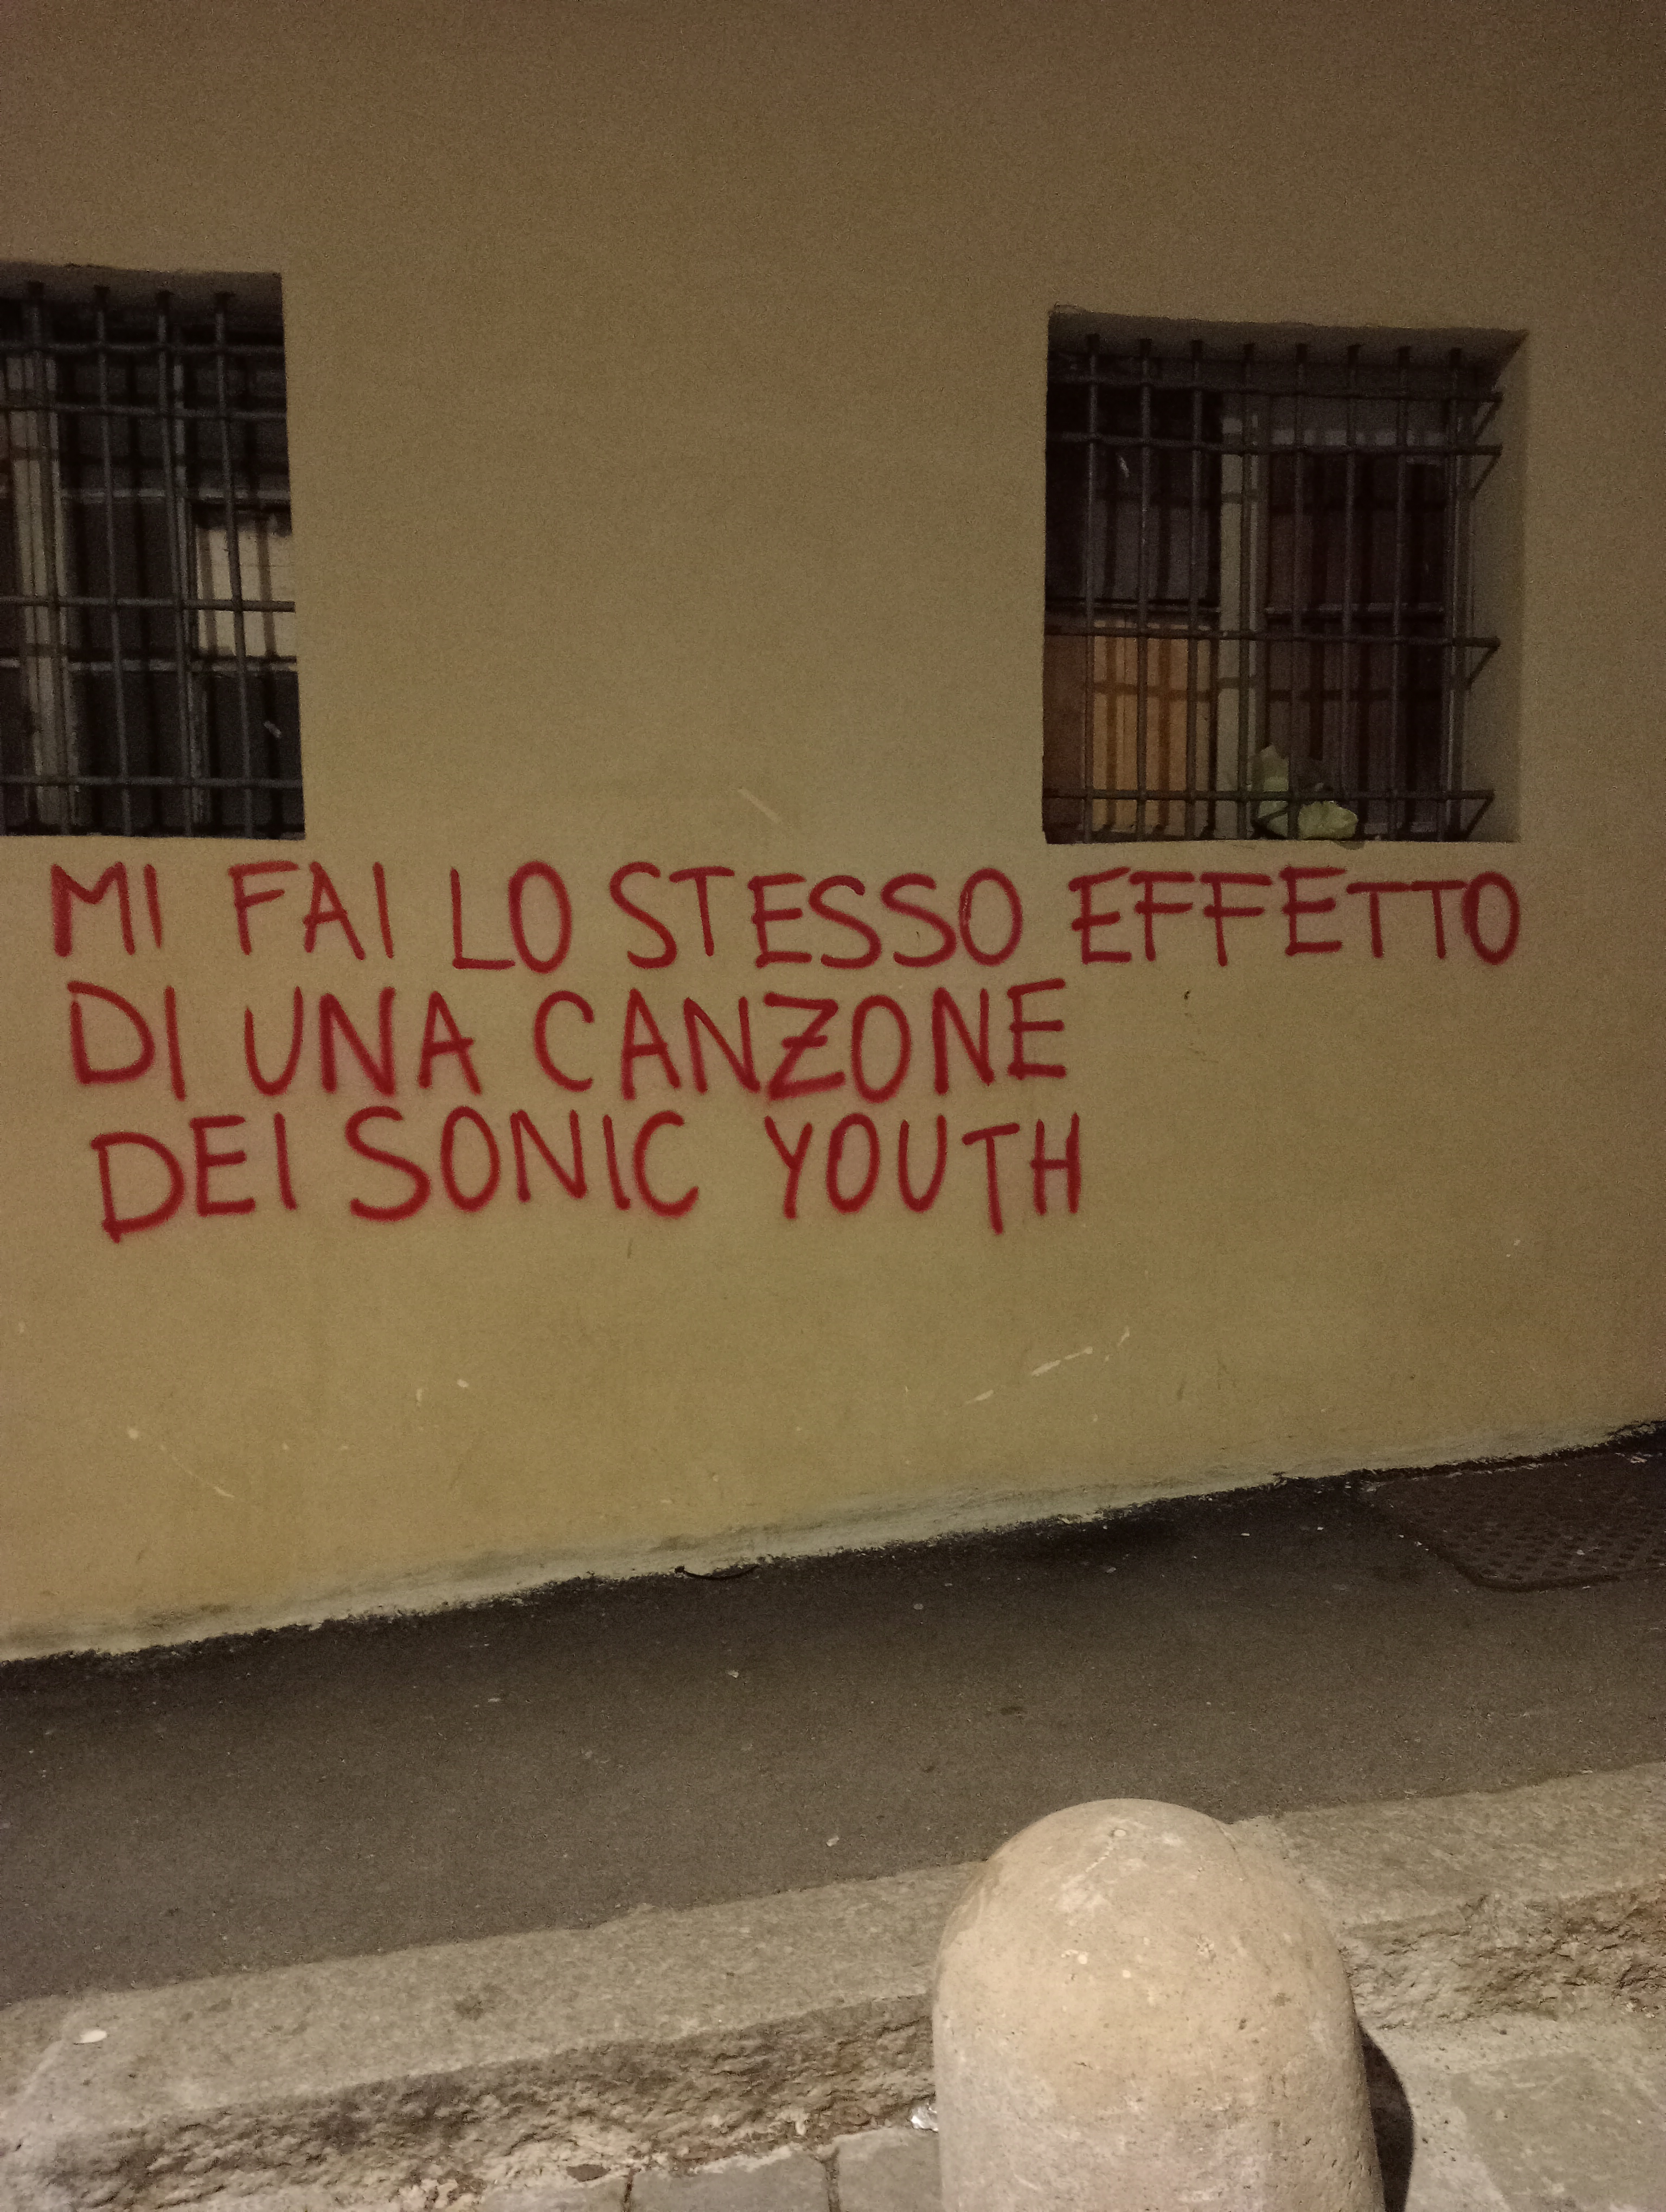 MI FAI LO STESSO EFFETTO
DI UNA CANZONE
DEI SONIC YOUTH